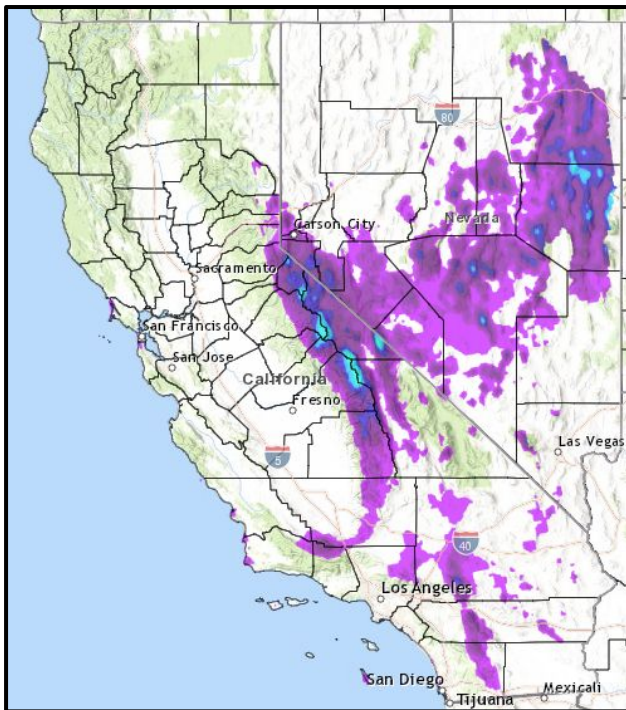 80
Carson City
Nevada
Sacramento
San Francisco
San Jose
California
Fresno
5
Las Vegas
40
Los Angeles
San Diego
Mexicali
Tijuana